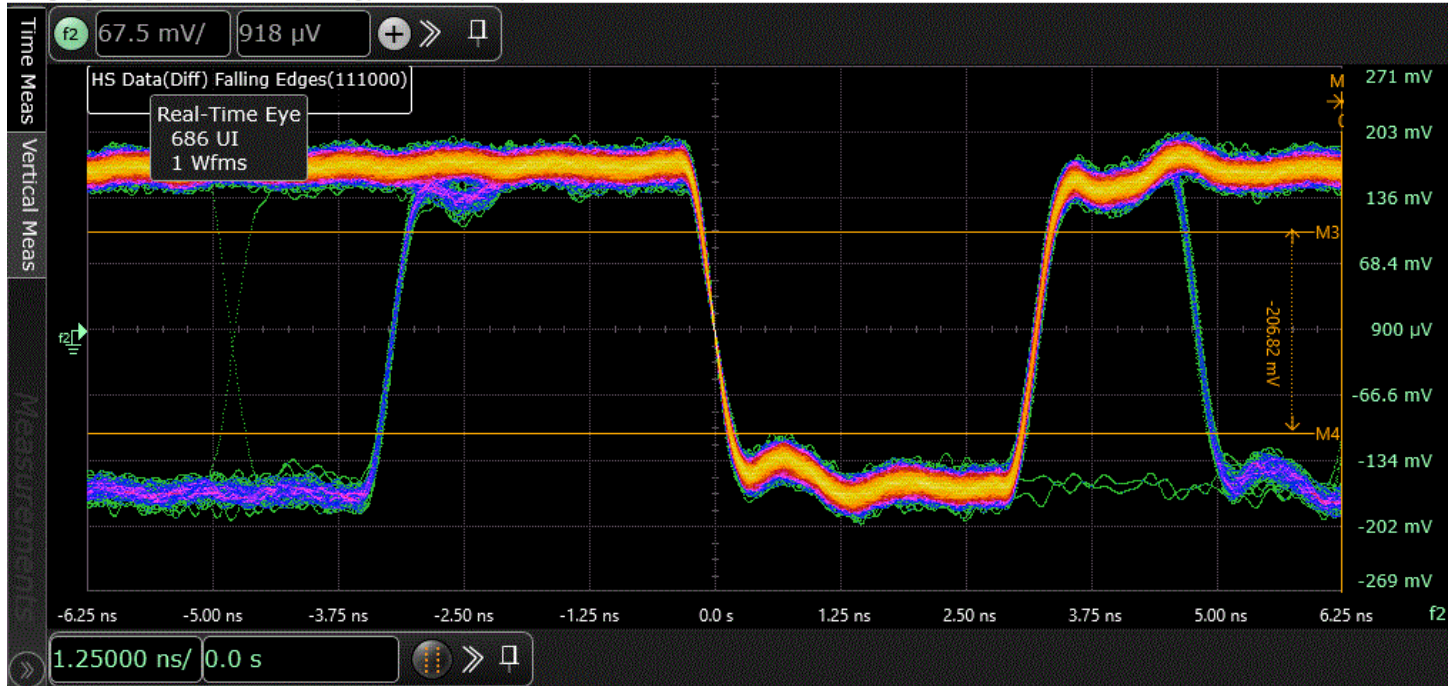 Time Meas
Vertical Meas
Measurements
f2 67.5 mV/ 918 µV
HS Data(Diff) Falling Edges(111000)
Real-Time Eye
686 UI
1 Wfms
M
271 mV
203 mV
136 mV
M3
68.4 mV
-206.82 mV
f2
900 µV
-66.6 mV
M4
-134 mV
-202 mV
-269 mV
-6.25 ns -5.00 ns -3.75 ns -2.50 ns -1.25 ns 0.0 s 1.25 ns 2.50 ns 3.75 ns 5.00 ns 6.25 ns f2
1.25000 ns/ 0.0 s